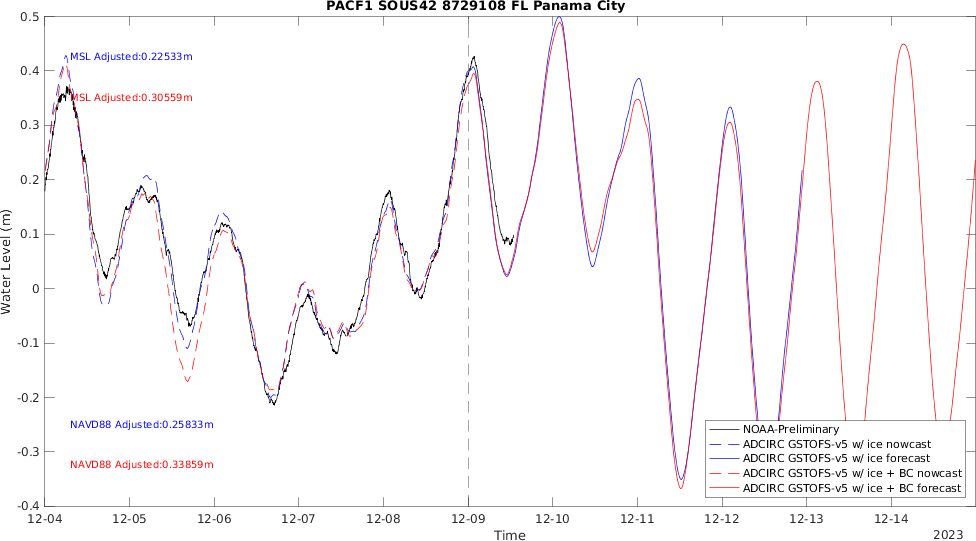 PACF1 SOUS42 8729108 FL Panama City
0.5
MSL Adjusted:0.22533m
0.4
MSL Adjusted:0.30559m
0.3
0.2
0.1
Water Level (m)
0
-0.1
-0.2
NAVD88 Adjusted:0.25833m
NOAA-Preliminary
ADCIRC GSTOFS-v5 w/ ice nowcast
-0.3
ADCIRC GSTOFS-v5 w/ ice forecast
NAVD88 Adjusted:0.33859m
ADCIRC GSTOFS-v5 w/ ice + BC nowcast
ADCIRC GSTOFS-v5 w/ ice + BC forecast
-0.4
12-04 12-05 12-06 12-07 12-08 12-09 12-10 12-11 12-12 12-13 12-14
Time
2023